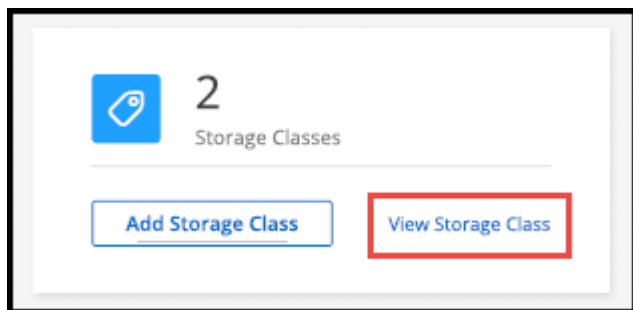 2
Storage Classes
Add Storage Class
View Storage Class